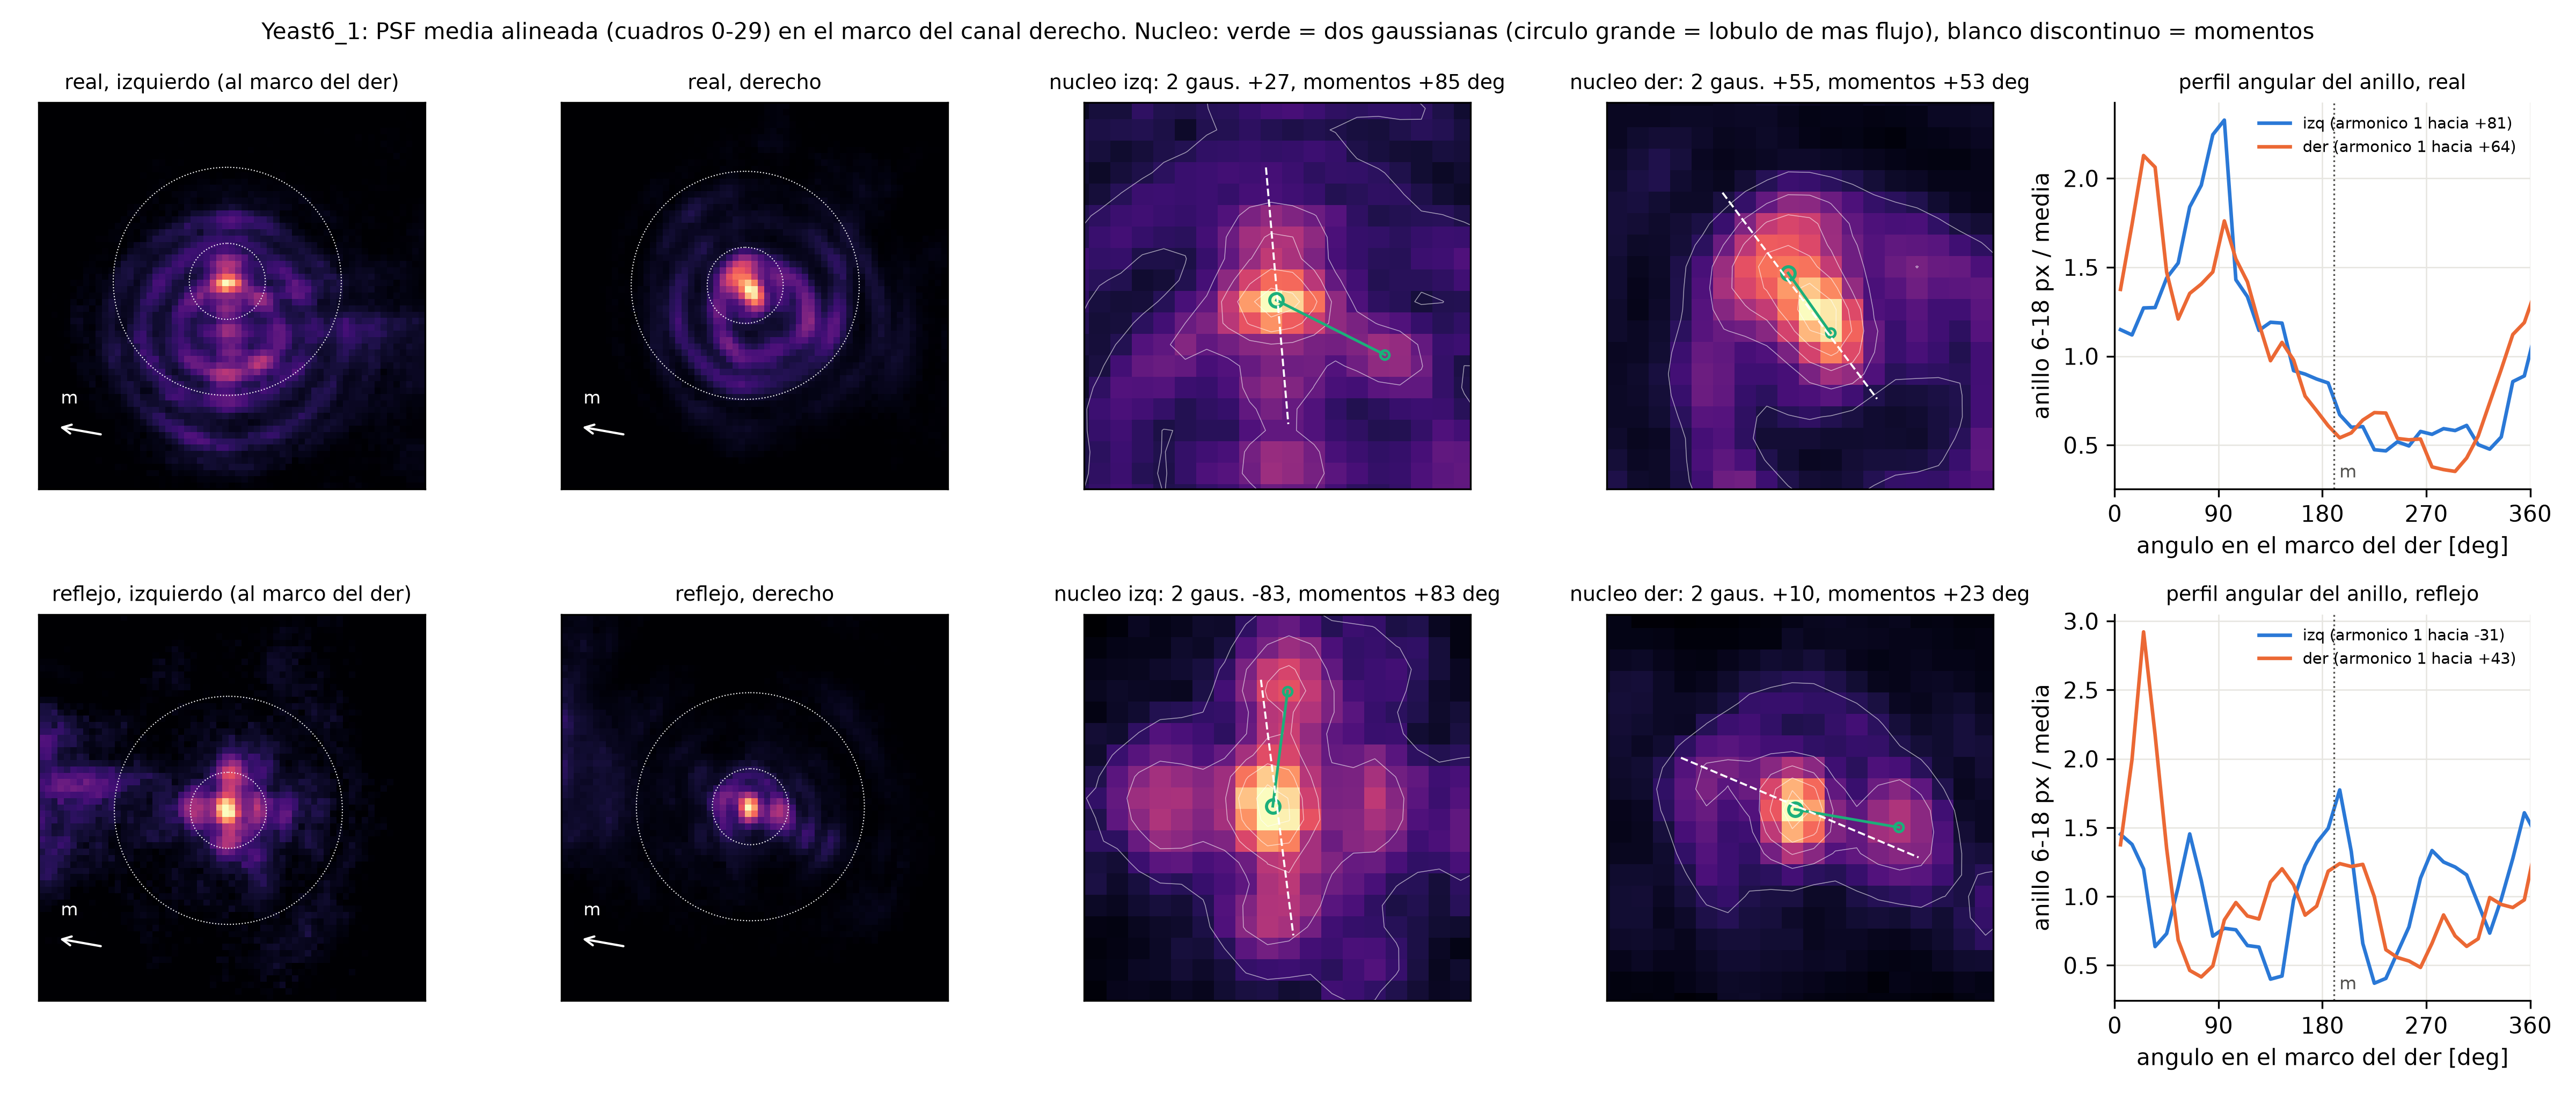 Yeast6_1: PSF media alineada (cuadros 0-29) en el marco del canal derecho. Nucleo: verde = dos gaussianas (circulo grande = lobulo de mas flujo), blanco discontinuo = momentos
real, izquierdo (al marco del der)
real, derecho
nucleo izq: 2 gaus. +27, momentos +85 deg
nucleo der: 2 gaus. +55, momentos +53 deg
perfil angular del anillo, real
m
m
anillo 6-18 px / media
2.0
1.5
1.0
0.5
izq (armonico 1 hacia +81)
der (armonico 1 hacia +64)
m
0 90 180 270 360
angulo en el marco del der [deg]
reflejo, izquierdo (al marco del der)
reflejo, derecho
nucleo izq: 2 gaus. -83, momentos +83 deg
nucleo der: 2 gaus. +10, momentos +23 deg
perfil angular del anillo, reflejo
m
m
anillo 6-18 px / media
3.0
2.5
2.0
1.5
1.0
0.5
izq (armonico 1 hacia -31)
der (armonico 1 hacia +43)
m
0 90 180 270 360
angulo en el marco del der [deg]